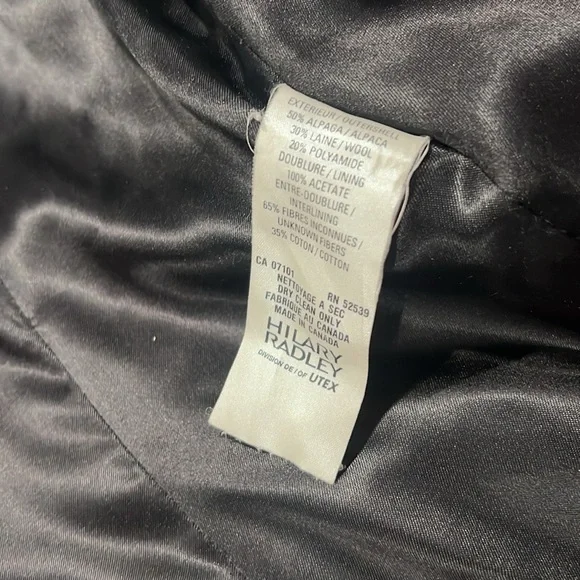 EXTERIEUR / OUTERSHELL
50% ALPAGA / ALPACA
30% LAINE / WOOL
20% POLYAMIDE
DOUBLURE / LINING
100% ACETATE
ENTRE-DOUBLURE /
INTERLINING
65% FIBRES INCONNUES /
UNKNOWN FIBERS
35% COTON / COTTON
CA 07101 RN 52539
NETTOYAGE A SEC
DRY CLEAN ONLY
FABRIQUE AU CANADA
MADE IN CANADA
HILARY
RADLEY
DIVISION DE / OF UTEX